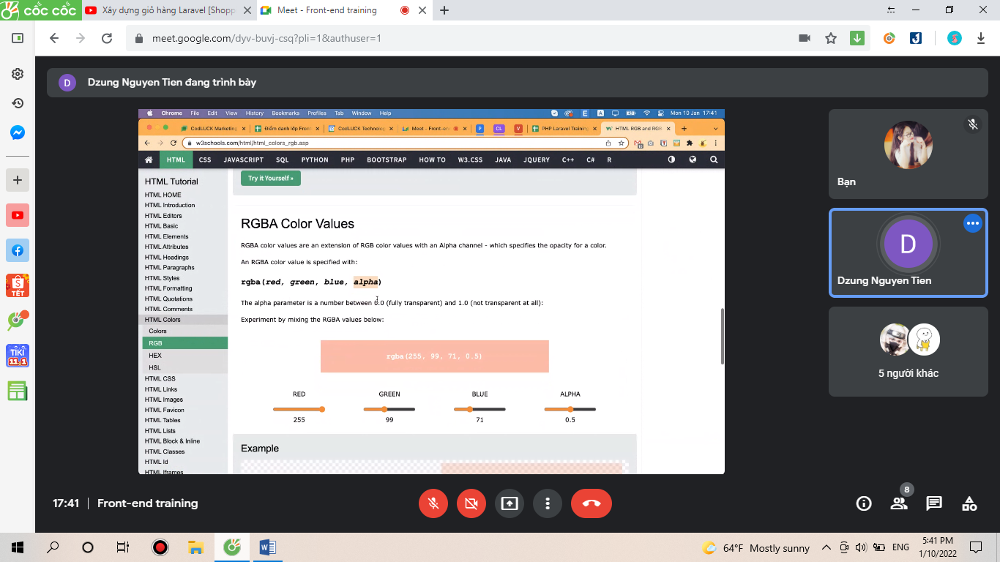 cốc cốc
Xây dựng giỏ hàng Laravel [Shopp
Meet - Front-end training
meet.google.com/dyv-buvj-csq?pli=1&authuser=1
D
Dzung Nguyen Tien đang trình bày
Chrome File Edit View History Bookmarks Profiles Tab Window Help
Mon 10 Jan 17:41
CodLUCK Marketing
Điểm danh lớp Front
CodLUCK Technolog
Meet - Front-en
P
CL
V
PHP Laravel Training
HTML RGB and RGB
w3schools.com/html/html_colors_rgb.asp
HTML CSS JAVASCRIPT SQL PYTHON PHP BOOTSTRAP HOW TO W3.CSS JAVA JQUERY C++ C# R
HTML Tutorial
HTML HOME
HTML Introduction
HTML Editors
HTML Basic
HTML Elements
HTML Attributes
HTML Headings
HTML Paragraphs
HTML Styles
HTML Formatting
HTML Quotations
HTML Comments
HTML Colors
Colors
RGB
HEX
HSL
HTML CSS
HTML Links
HTML Images
HTML Favicon
HTML Tables
HTML Lists
HTML Block & Inline
HTML Classes
HTML Id
HTML Iframes
Try it Yourself »
RGBA Color Values
RGBA color values are an extension of RGB color values with an Alpha channel - which specifies the opacity for a color.
An RGBA color value is specified with:
rgba(red, green, blue, alpha)
The alpha parameter is a number between 0.0 (fully transparent) and 1.0 (not transparent at all):
Experiment by mixing the RGBA values below:
rgba(255, 99, 71, 0.5)
RED GREEN BLUE ALPHA
255 99 71 0.5
Example
Bạn
D
Dzung Nguyen Tien
5 người khác
TẾT
TIKI
11.1
17:41 | Front-end training
8
64°F Mostly sunny
ENG
5:41 PM
1/10/2022